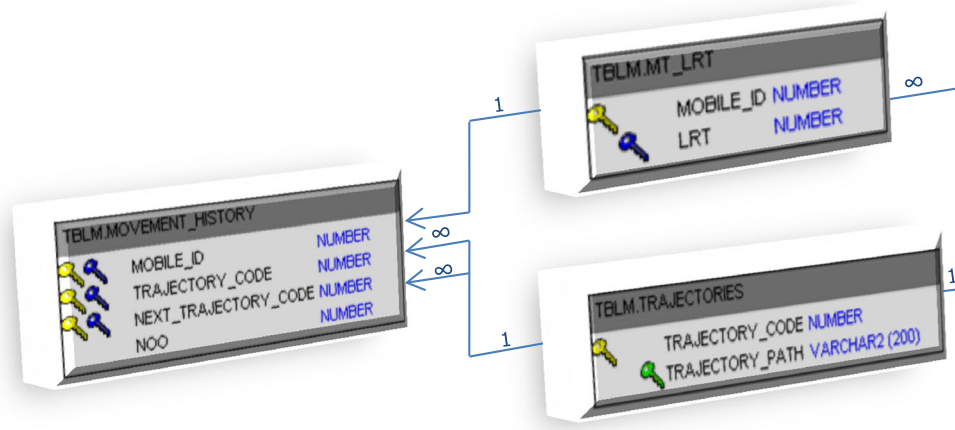 TBLM.MT_LRT
MOBILE_ID NUMBER
LRT NUMBER
1
∞
TBLM.MOVEMENT_HISTORY
MOBILE_ID NUMBER
TRAJECTORY_CODE NUMBER
NEXT_TRAJECTORY_CODE NUMBER
NOO NUMBER
∞
∞
1
TBLM.TRAJECTORIES
TRAJECTORY_CODE NUMBER
TRAJECTORY_PATH VARCHAR2 (200)
1